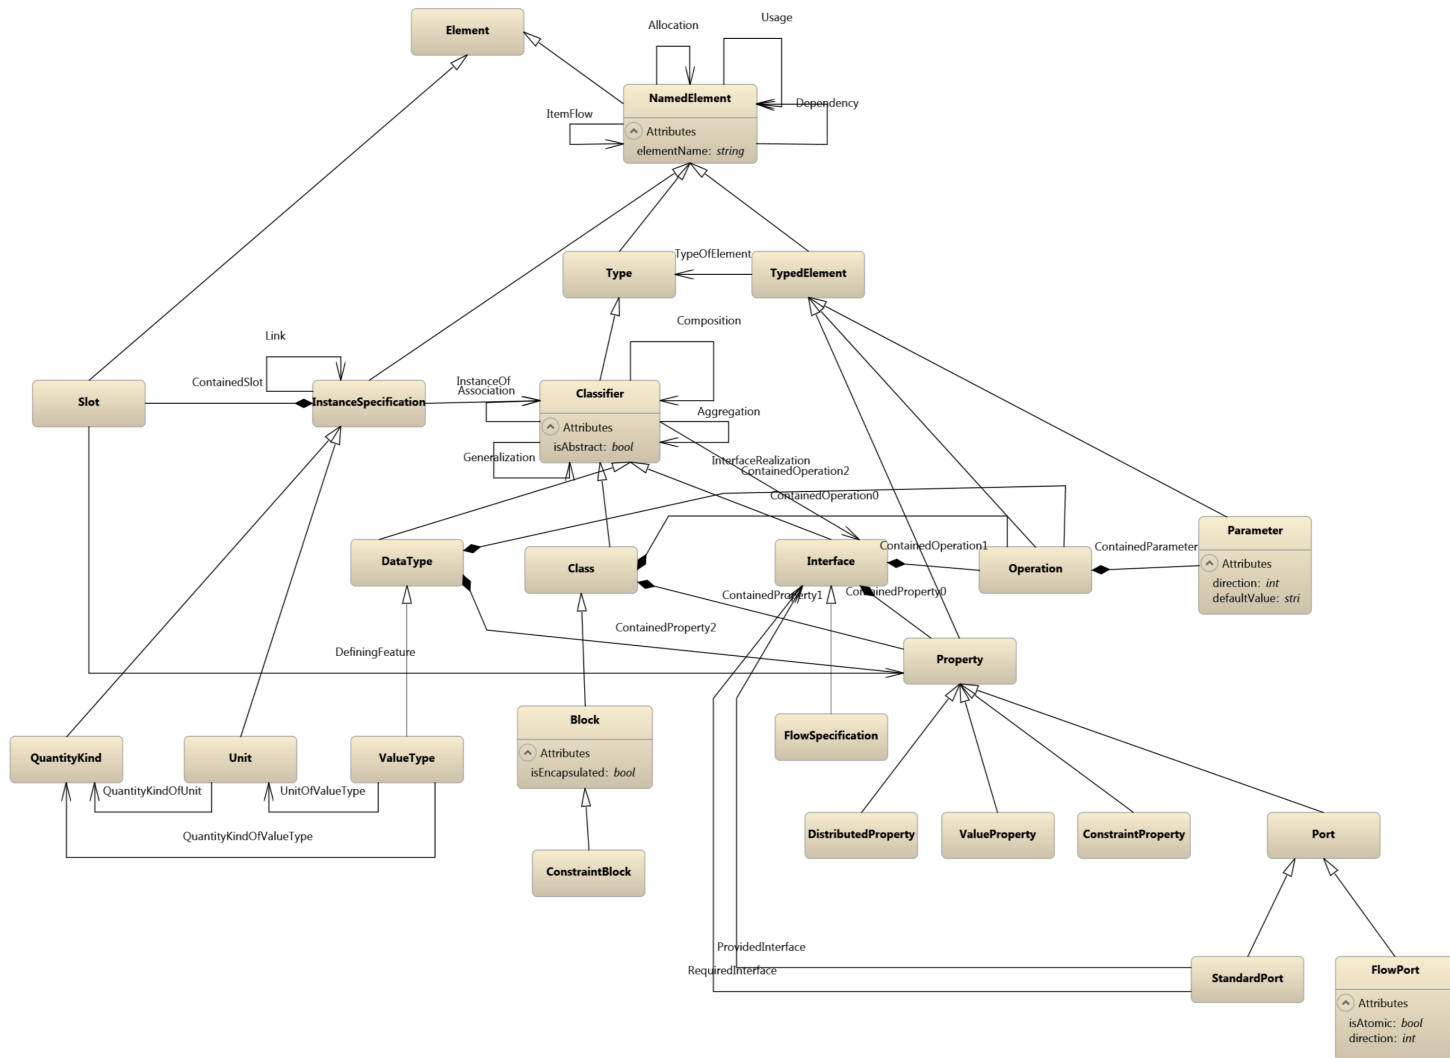 Element
Allocation
Usage
NamedElement
Attributes
elementName: string
ItemFlow
Dependency
Type
TypeOfElement
TypedElement
Link
Composition
ContainedSlot
Slot
InstanceSpecification
InstanceOf
Association
Classifier
Attributes
isAbstract: bool
Aggregation
Generalization
InterfaceRealization
ContainedOperation2
ContainedOperation0
DataType
Class
Interface
ContainedOperation1
Operation
ContainedParameter
Parameter
Attributes
direction: int
defaultValue: stri
ContainedProperty1
ContainedProperty0
ContainedProperty2
DefiningFeature
Property
QuantityKind
Unit
ValueType
Block
Attributes
isEncapsulated: bool
FlowSpecification
QuantityKindOfUnit
UnitOfValueType
QuantityKindOfValueType
ConstraintBlock
DistributedProperty
ValueProperty
ConstraintProperty
Port
ProvidedInterface
RequiredInterface
StandardPort
FlowPort
Attributes
isAtomic: bool
direction: int